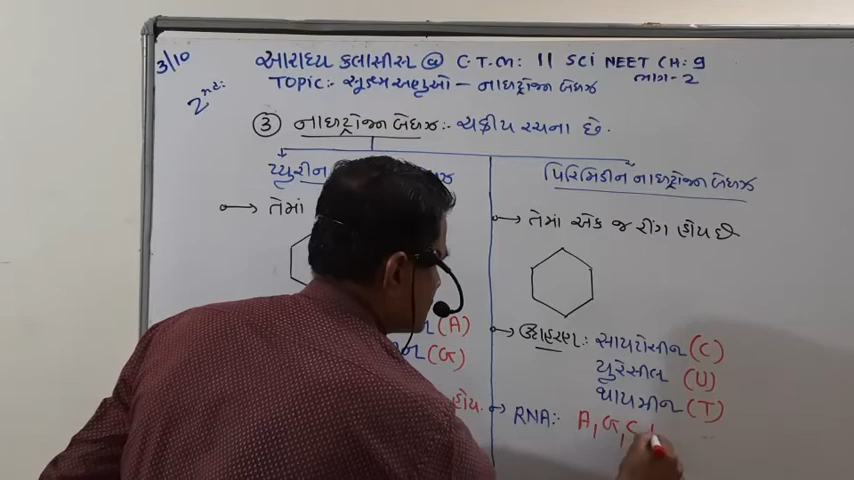 3/10
આરાધ્ય ક્લાસીસ @ C.T.M: 11 SCI NEET CH: 9
2nd:
TOPIC:- સૂક્ષ્મ અણુઓ - નાઇટ્રોજન બેઇઝ ભાગ-2
③ નાઇટ્રોજન બેઇઝ:- ચક્રીય રચના છે.
પ્યુરીન
તેમાં
(A)
(G)
હોય.
પિરિમિડીન નાઇટ્રોજન બેઇઝ
તેમાં એક જ રીંગ હોય છે
ઉદાહરણ: સાયટોસીન (C)
યુરેસીલ (U)
થાયમીન (T)
RNA:- A, G, C